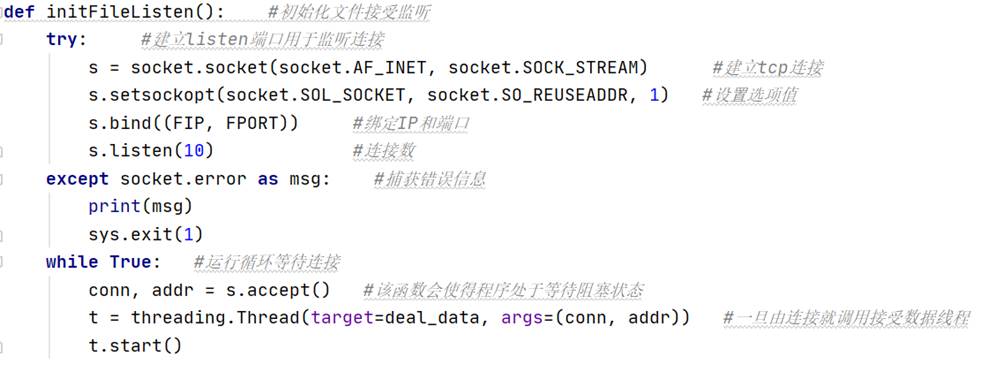 def initFileListen():    #初始化文件接受监听
    try:     #建立listen端口用于监听连接
        s = socket.socket(socket.AF_INET, socket.SOCK_STREAM)      #建立tcp连接
        s.setsockopt(socket.SOL_SOCKET, socket.SO_REUSEADDR, 1)   #设置选项值
        s.bind((FIP, FPORT))     #绑定IP和端口
        s.listen(10)             #连接数
    except socket.error as msg:    #捕获错误信息
        print(msg)
        sys.exit(1)
    while True:   #运行循环等待连接
        conn, addr = s.accept()   #该函数会使得程序处于等待阻塞状态
        t = threading.Thread(target=deal_data, args=(conn, addr))   #一旦由连接就调用接受数据线程
        t.start()